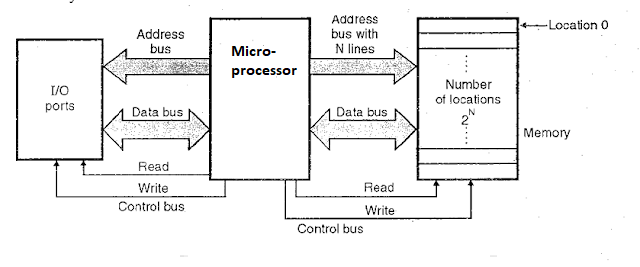 Address
bus
Address
bus with
N lines
Location 0
Micro-
processor
I/O
ports
Data bus
Data bus
Number
of locations
2^N
Memory
Read
Write
Control bus
Read
Write
Control bus